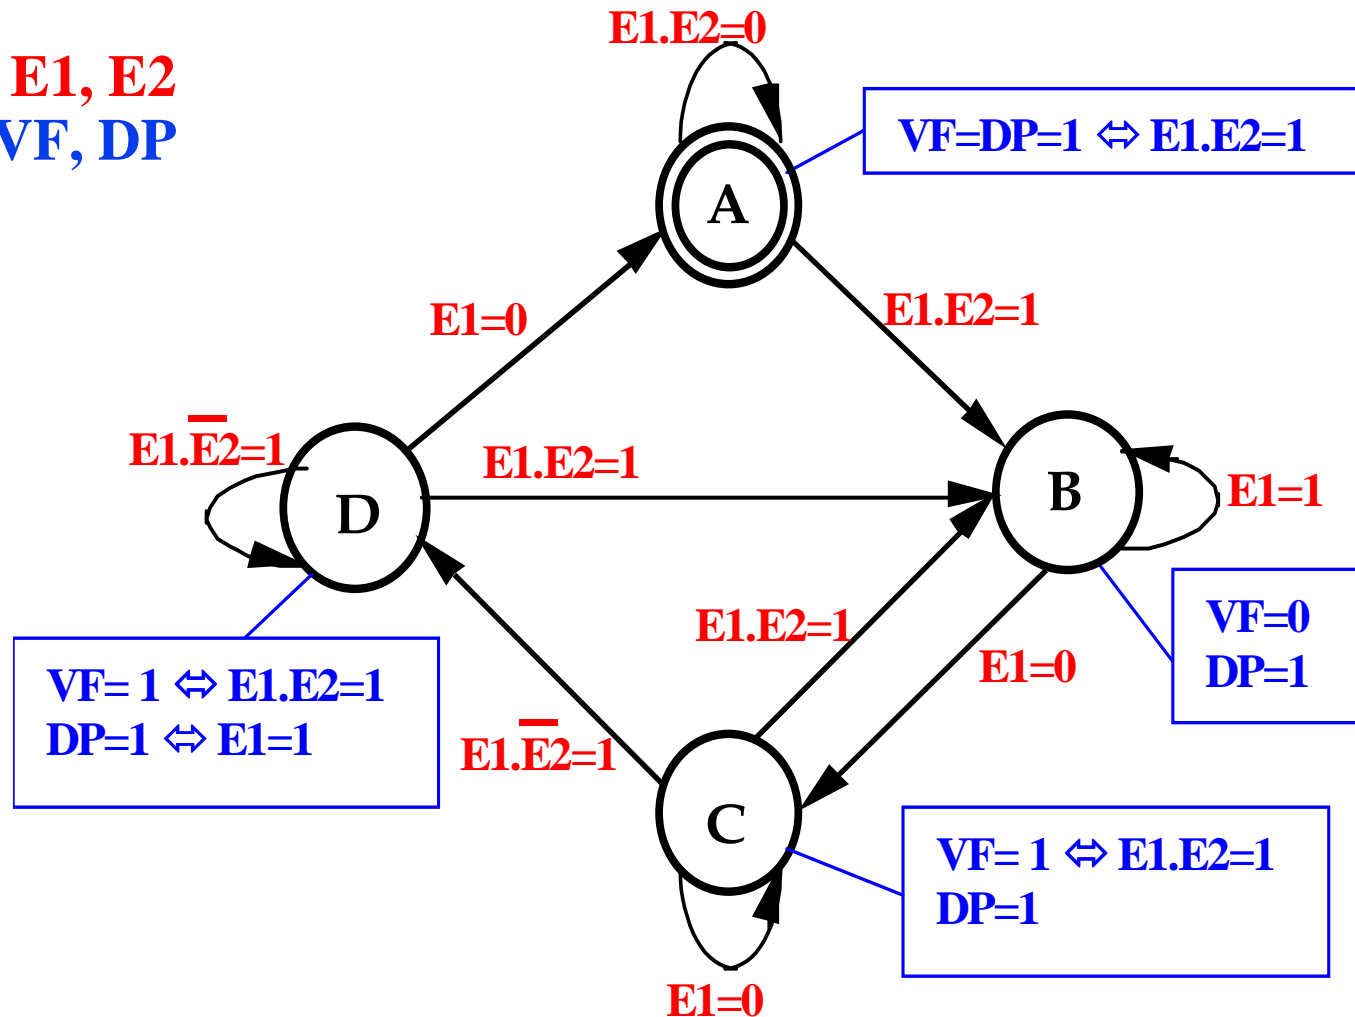 E1.E2=0
E1, E2
VF, DP
VF=DP=1 ⇔ E1.E2=1
A
E1=0
E1.E2=1
E1.E̅2=1
E1.E2=1
D
B
E1=1
VF=0
DP=1
E1.E2=1
E1=0
VF= 1 ⇔ E1.E2=1
DP=1 ⇔ E1=1
E1.E̅2=1
C
VF= 1 ⇔ E1.E2=1
DP=1
E1=0